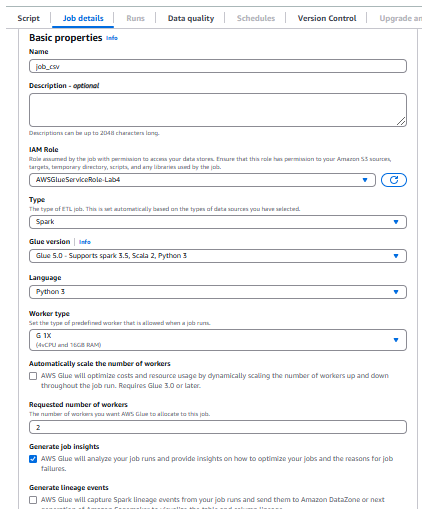 Script Job details Runs Data quality Schedules Version Control Upgrade an
Basic properties Info
Name
job_csv
Description - optional
Descriptions can be up to 2048 characters long.
IAM Role
Role assumed by the job with permission to access your data stores. Ensure that this role has permission to your Amazon S3 sources,
targets, temporary directory, scripts, and any libraries used by the job.
AWSGlueServiceRole-Lab4
Type
The type of ETL job. This is set automatically based on the types of data sources you have selected.
Spark
Glue version Info
Glue 5.0 - Supports spark 3.5, Scala 2, Python 3
Language
Python 3
Worker type
Set the type of predefined worker that is allowed when a job runs.
G 1X
(4vCPU and 16GB RAM)
Automatically scale the number of workers
AWS Glue will optimize costs and resource usage by dynamically scaling the number of workers up and down
throughout the job run. Requires Glue 3.0 or later.
Requested number of workers
The number of workers you want AWS Glue to allocate to this job.
2
Generate job insights
AWS Glue will analyze your job runs and provide insights on how to optimize your jobs and the reasons for job
failures.
Generate lineage events
AWS Glue will capture Spark lineage events from your job runs and send them to Amazon DataZone or next